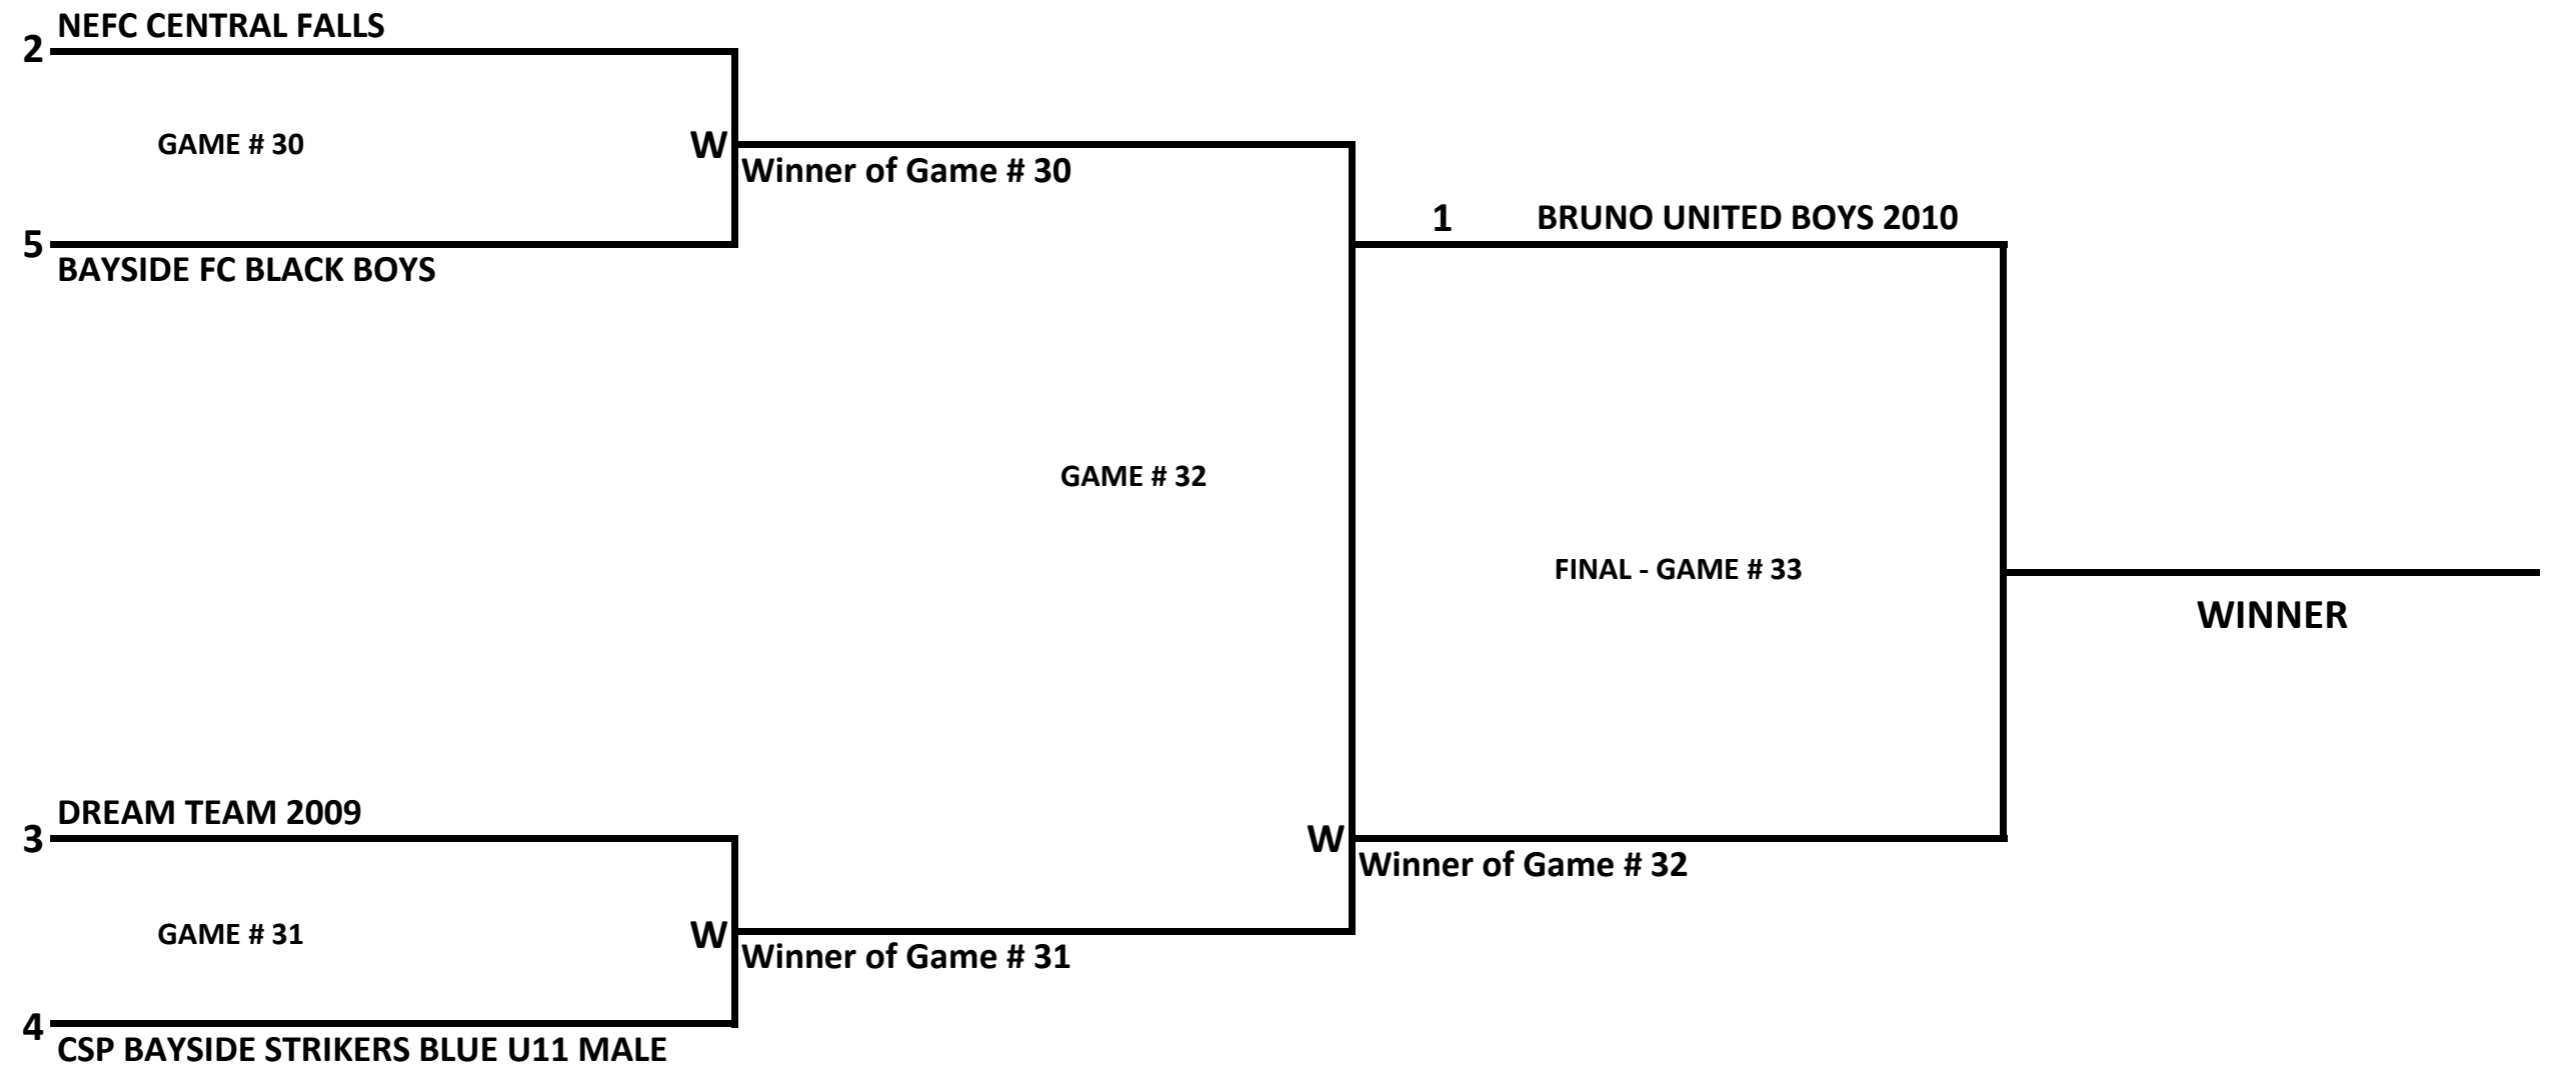 NEFC CENTRAL FALLS
2
GAME # 30
W
Winner of Game # 30
5
BAYSIDE FC BLACK BOYS
1 BRUNO UNITED BOYS 2010
GAME # 32
FINAL - GAME # 33
WINNER
DREAM TEAM 2009
3
GAME # 31
W
Winner of Game # 31
W
Winner of Game # 32
4
CSP BAYSIDE STRIKERS BLUE U11 MALE